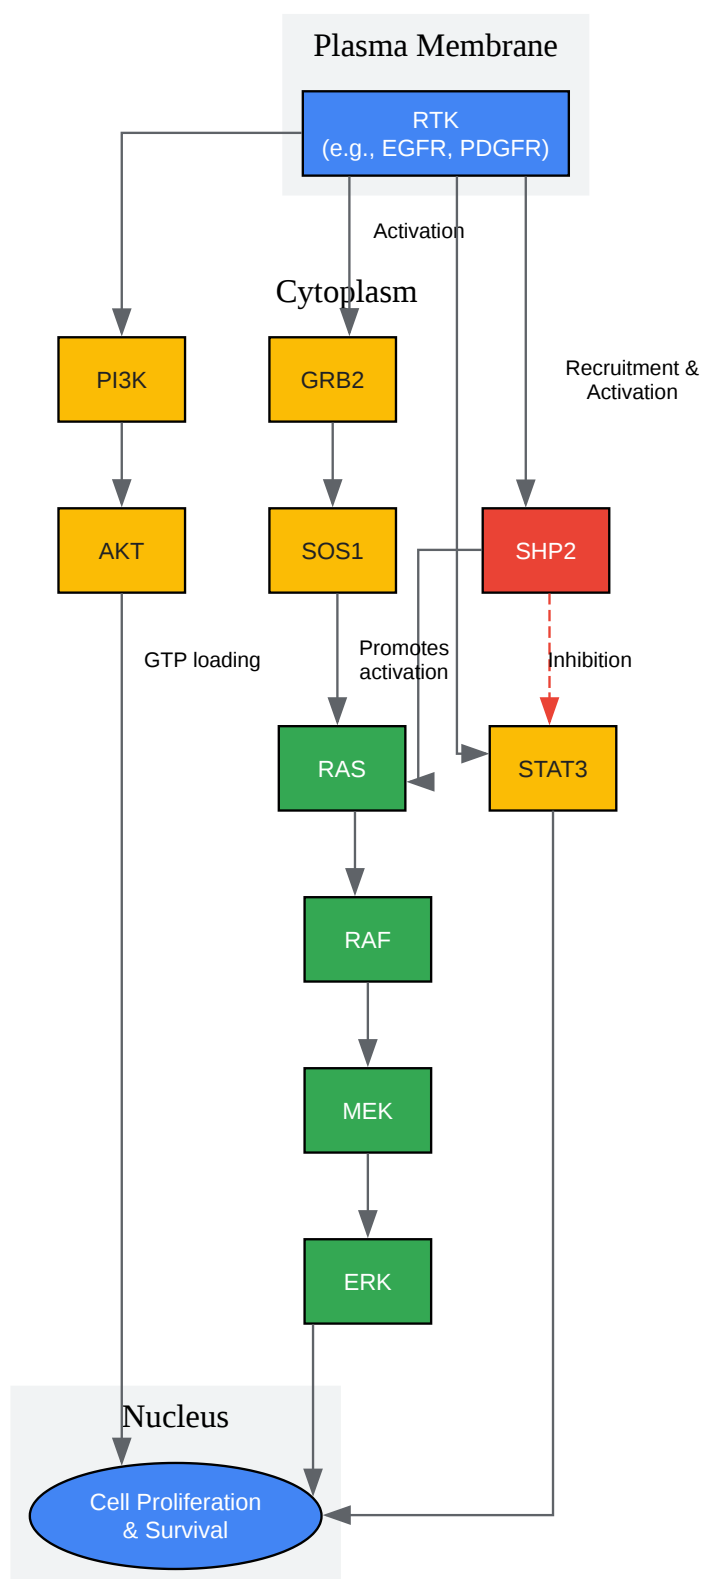 Plasma Membrane
RTK
(e.g., EGFR, PDGFR)
Activation
Cytoplasm
Recruitment &
Activation
PI3K
GRB2
AKT
SOS1
SHP2
GTP loading
Promotes
activation
Inhibition
RAS
STAT3
RAF
MEK
ERK
Nucleus
Cell Proliferation
& Survival